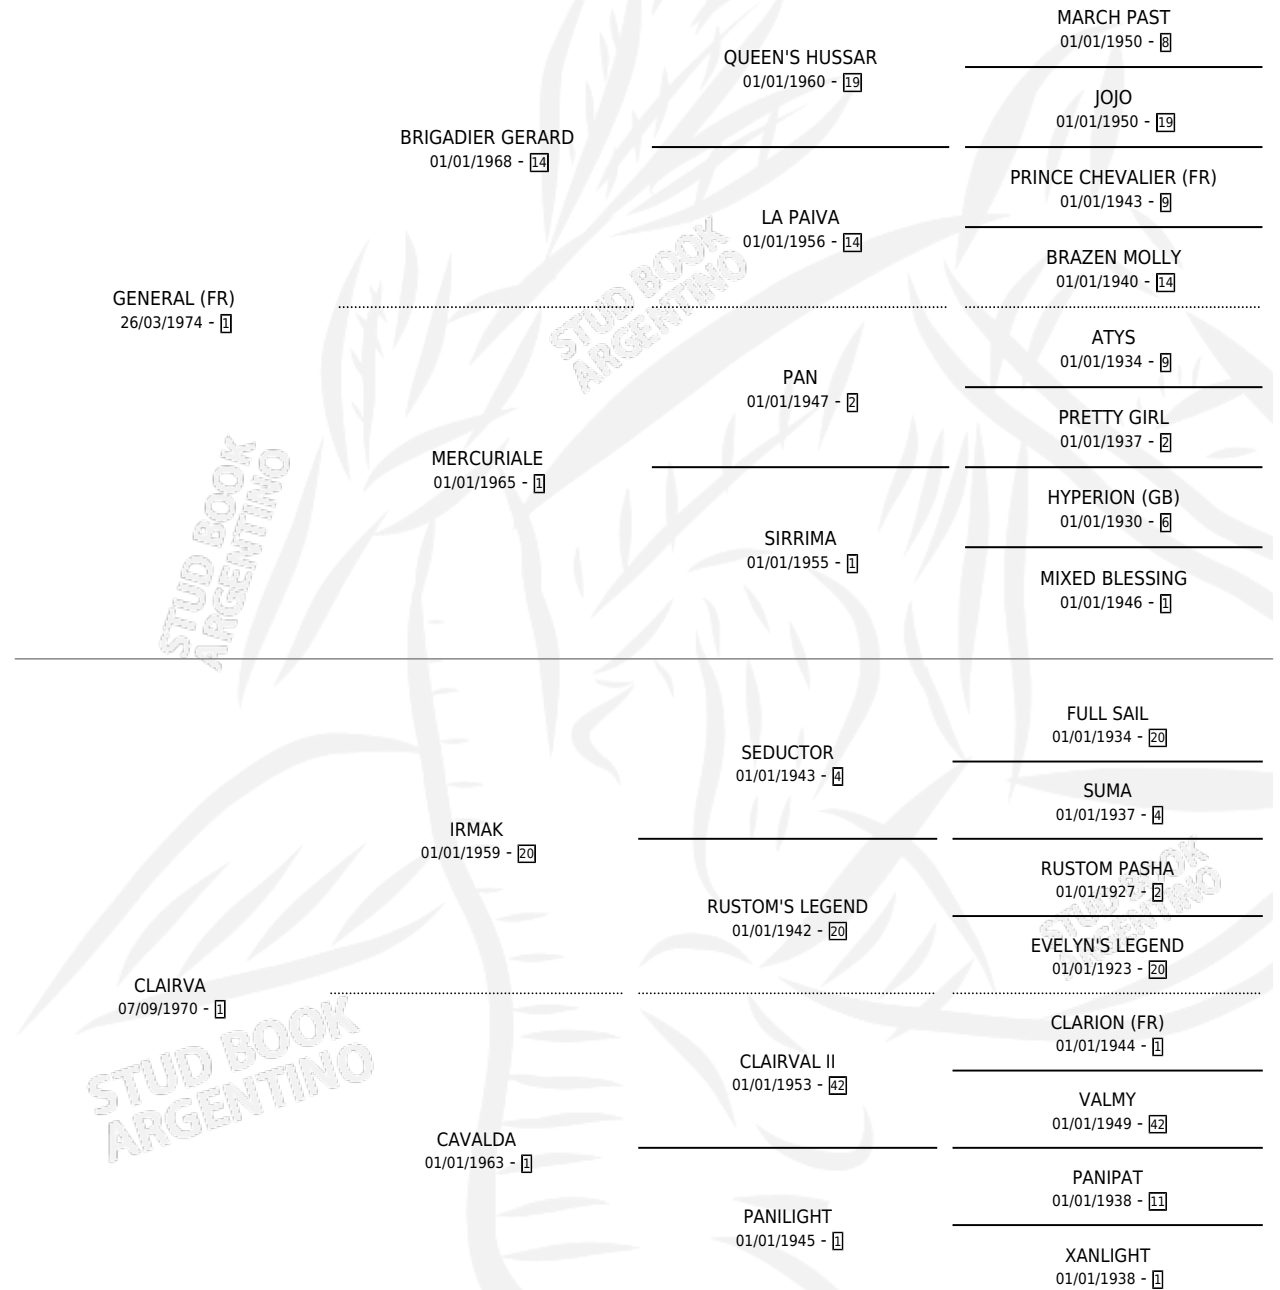 MARCH PAST
01/01/1950 - 8
QUEEN'S HUSSAR
01/01/1960 - 19
JOJO
01/01/1950 - 19
BRIGADIER GERARD
01/01/1968 - 14
PRINCE CHEVALIER (FR)
01/01/1943 - 9
LA PAIVA
01/01/1956 - 14
BRAZEN MOLLY
01/01/1940 - 14
GENERAL (FR)
26/03/1974 - 1
STUD BOOK
ARGENTINO
ATYS
01/01/1934 - 9
PAN
01/01/1947 - 2
PRETTY GIRL
01/01/1937 - 2
MERCURIALE
01/01/1965 - 1
HYPERION (GB)
01/01/1930 - 6
SIRRIMA
01/01/1955 - 1
MIXED BLESSING
01/01/1946 - 1
STUD BOOK
ARGENTINO
FULL SAIL
01/01/1934 - 20
SEDUCTOR
01/01/1943 - 4
SUMA
01/01/1937 - 4
IRMAK
01/01/1959 - 20
RUSTOM PASHA
01/01/1927 - 2
RUSTOM'S LEGEND
01/01/1942 - 20
EVELYN'S LEGEND
01/01/1923 - 20
STUD BOOK
ARGENTINO
CLAIRVA
07/09/1970 - 1
CLARION (FR)
01/01/1944 - 1
CLAIRVAL II
01/01/1953 - 42
VALMY
01/01/1949 - 42
STUD BOOK
ARGENTINO
CAVALDA
01/01/1963 - 1
PANIPAT
01/01/1938 - 11
PANILIGHT
01/01/1945 - 1
XANLIGHT
01/01/1938 - 1